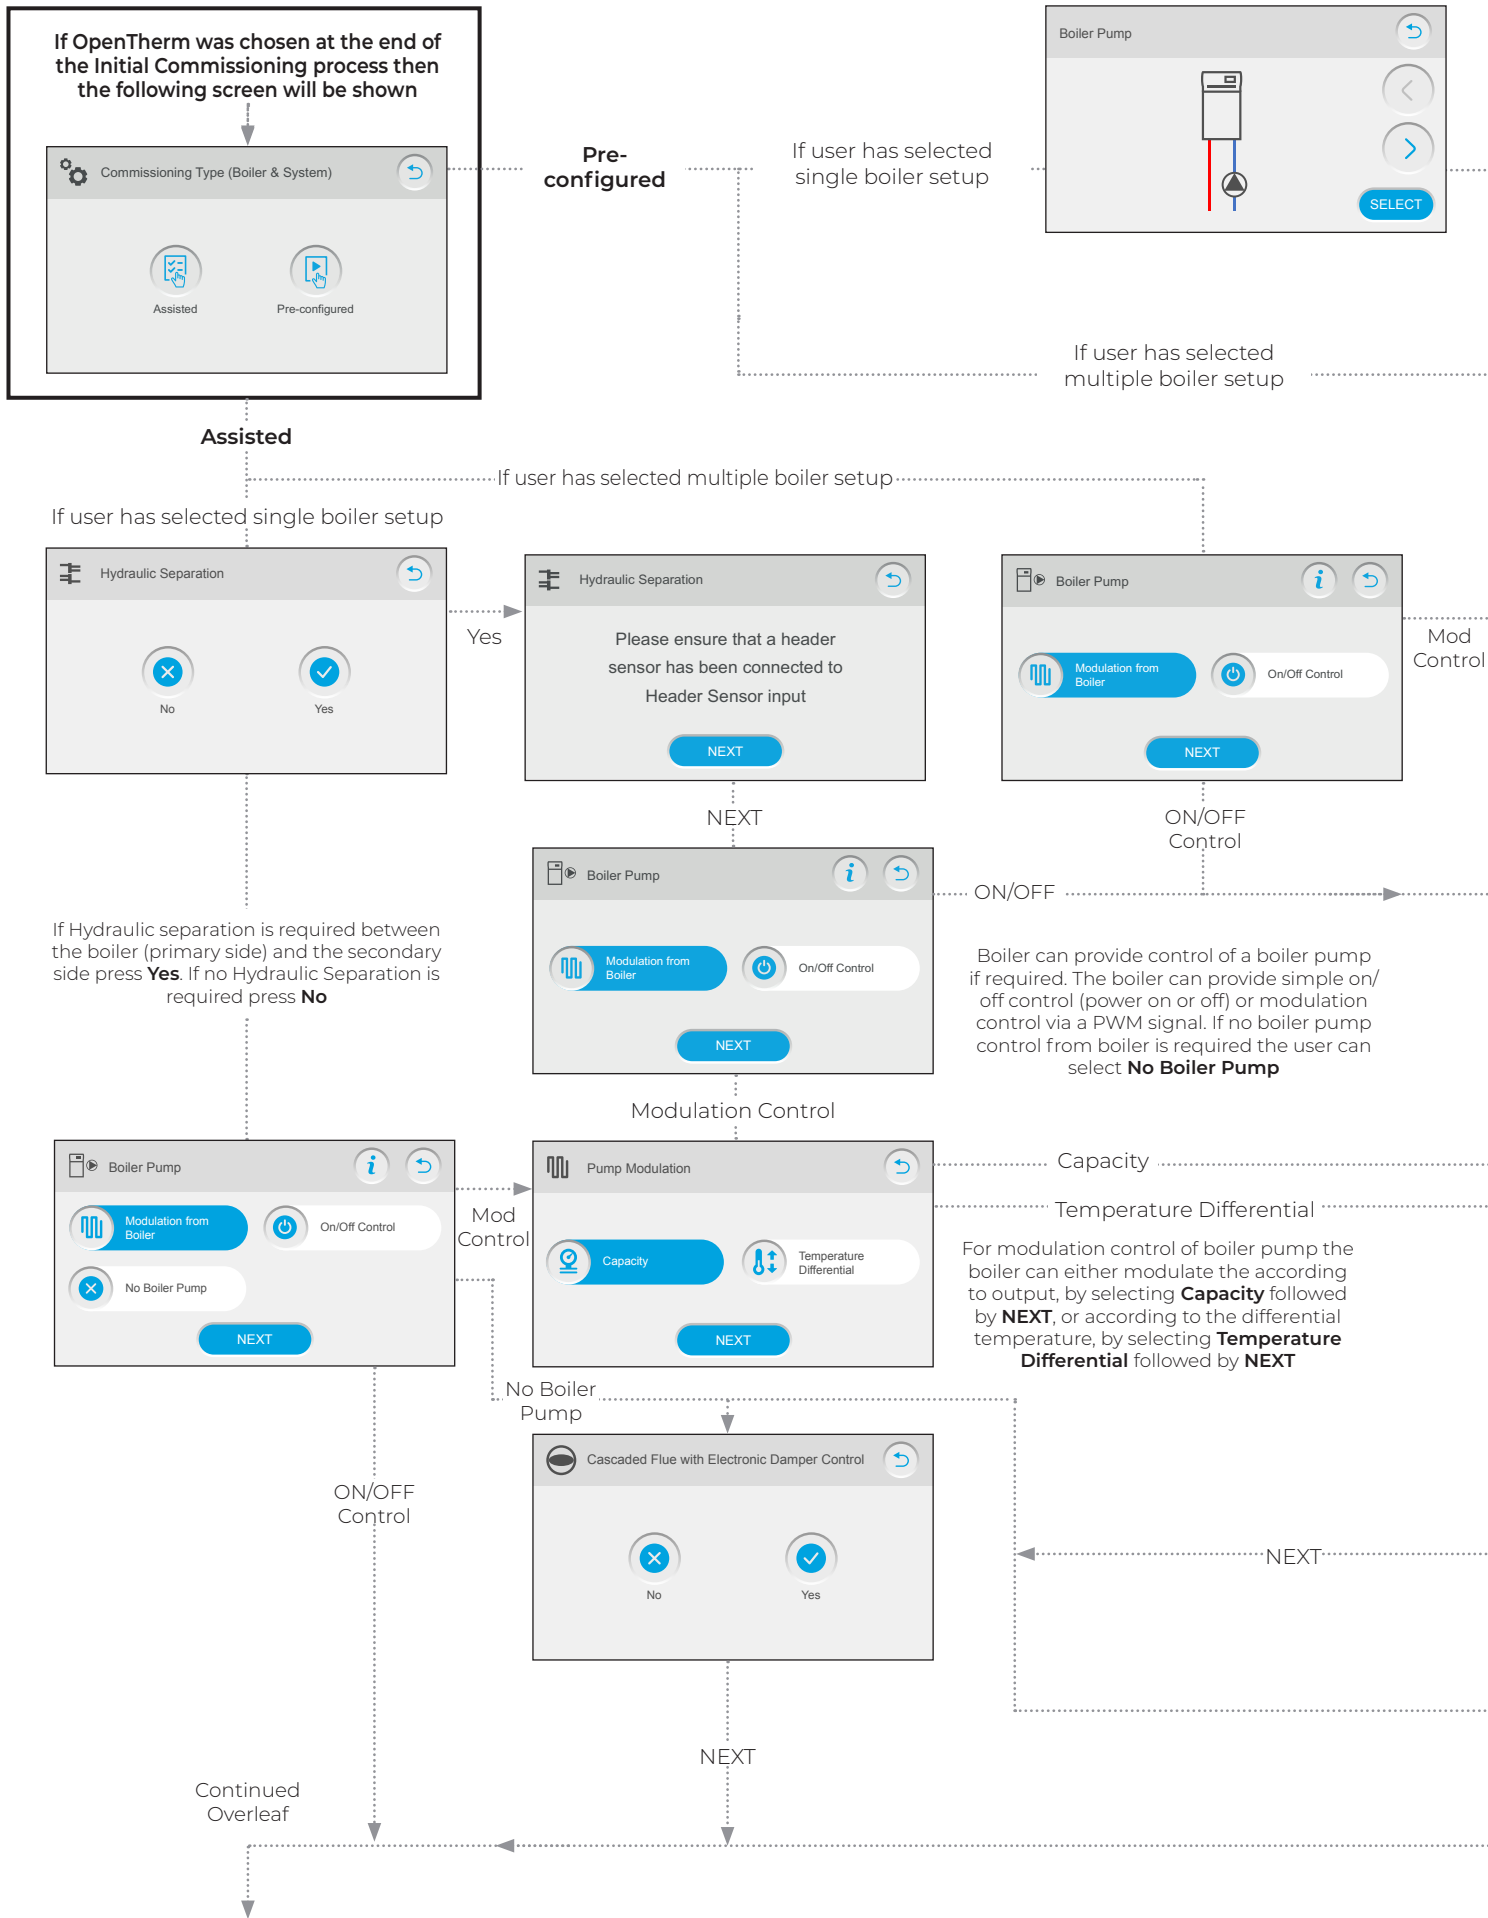 If OpenTherm was chosen at the end of
the Initial Commissioning process then
the following screen will be shown
Commissioning Type (Boiler & System)
Assisted
Pre-configured
Pre-
configured
If user has selected
single boiler setup
Boiler Pump
SELECT
If user has selected
multiple boiler setup
Assisted
If user has selected multiple boiler setup
If user has selected single boiler setup
Hydraulic Separation
No
Yes
Yes
Hydraulic Separation
Please ensure that a header
sensor has been connected to
Header Sensor input
NEXT
Boiler Pump
i
Modulation from
Boiler
On/Off Control
NEXT
Mod
Control
NEXT
ON/OFF
Control
Boiler Pump
i
Modulation from
Boiler
On/Off Control
NEXT
ON/OFF
If Hydraulic separation is required between
the boiler (primary side) and the secondary
side press Yes. If no Hydraulic Separation is
required press No
Boiler can provide control of a boiler pump
if required. The boiler can provide simple on/
off control (power on or off) or modulation
control via a PWM signal. If no boiler pump
control from boiler is required the user can
select No Boiler Pump
Modulation Control
Boiler Pump
i
Modulation from
Boiler
On/Off Control
No Boiler Pump
NEXT
Mod
Control
Pump Modulation
Capacity
Temperature
Differential
NEXT
Capacity
Temperature Differential
For modulation control of boiler pump the
boiler can either modulate the according
to output, by selecting Capacity followed
by NEXT, or according to the differential
temperature, by selecting Temperature
Differential followed by NEXT
No Boiler
Pump
Cascaded Flue with Electronic Damper Control
No
Yes
ON/OFF
Control
NEXT
NEXT
Continued
Overleaf